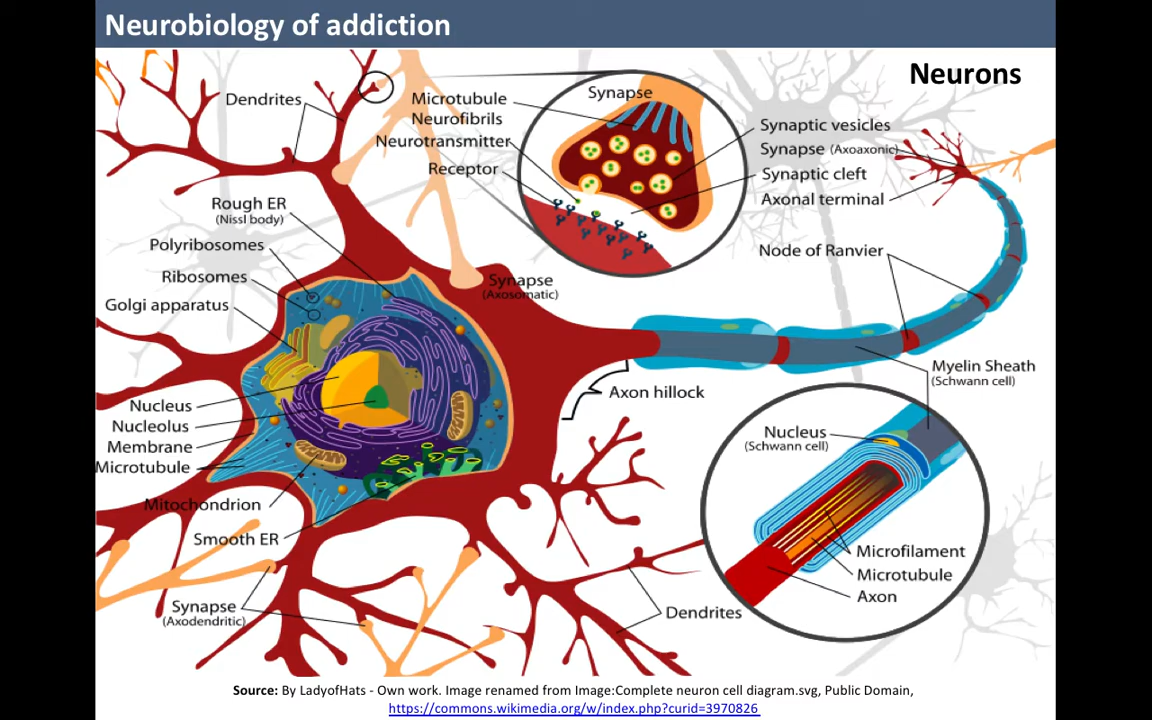 Neurobiology of addiction
Neurons
Dendrites
Microtubule
Neurofibrils
Neurotransmitter
Receptor
Synapse
Synaptic vesicles
Synapse (Axoaxonic)
Synaptic cleft
Axonal terminal
Rough ER
(Nissl body)
Polyribosomes
Ribosomes
Golgi apparatus
Synapse
(Axosomatic)
Node of Ranvier
Myelin Sheath
(Schwann cell)
Axon hillock
Nucleus
Nucleolus
Membrane
Microtubule
Mitochondrion
Smooth ER
Synapse
(Axodendritic)
Nucleus
(Schwann cell)
Microfilament
Microtubule
Axon
Dendrites
Source: By LadyofHats - Own work. Image renamed from Image:Complete neuron cell diagram.svg, Public Domain,
https://commons.wikimedia.org/w/index.php?curid=3970826